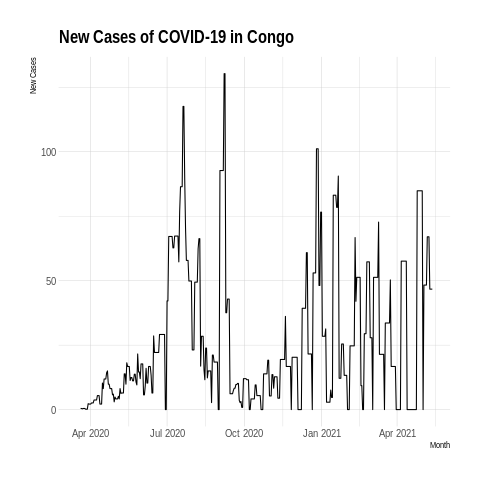 New Cases of COVID-19 in Congo
New Cases
100
50
0
Apr 2020 Jul 2020 Oct 2020 Jan 2021 Apr 2021
Month